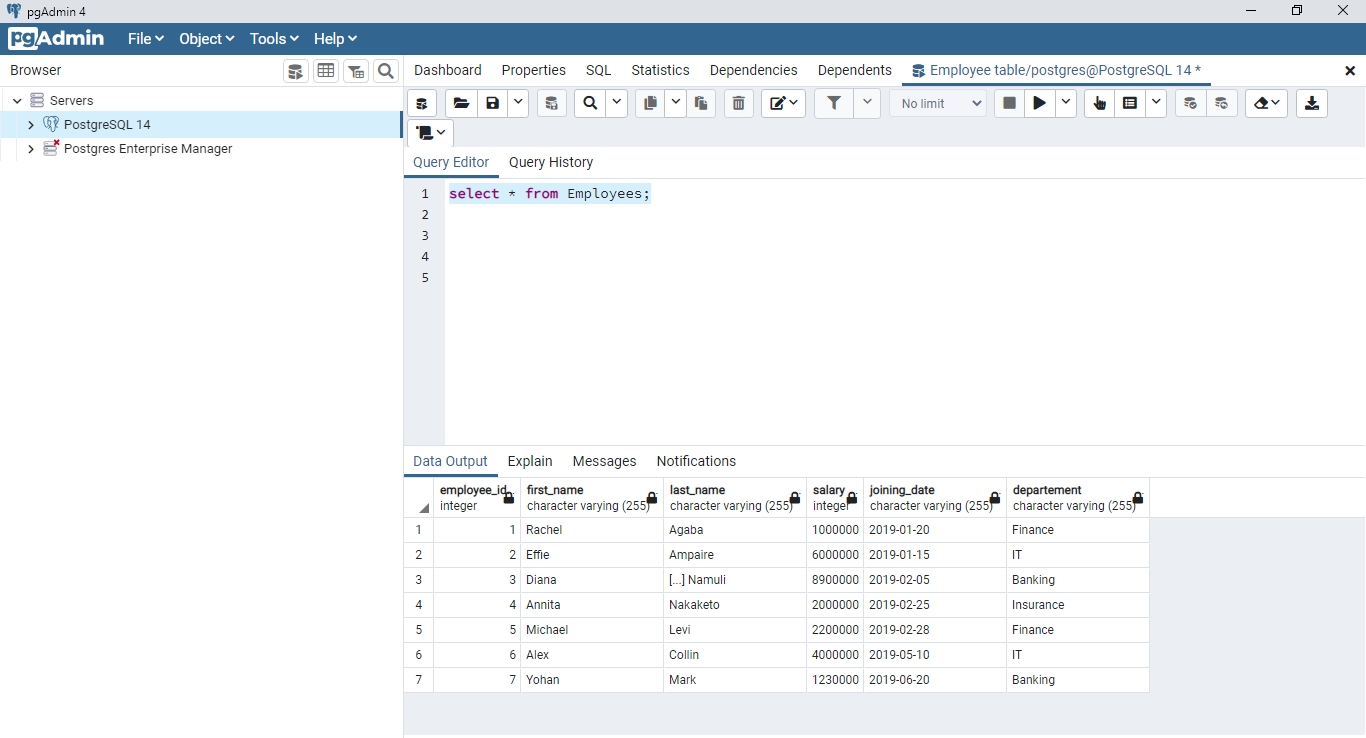 pgAdmin 4
pgAdmin File Object Tools Help
Browser
Dashboard Properties SQL Statistics Dependencies Dependents Employee table/postgres@PostgreSQL 14 *
Servers
PostgreSQL 14
Postgres Enterprise Manager
No limit
Query Editor Query History
1 select * from Employees;
2
3
4
5
Data Output Explain Messages Notifications
employee_id first_name last_name salary joining_date departement
integer character varying (255) character varying (255) integer character varying (255) character varying (255)
1 1 Rachel Agaba 1000000 2019-01-20 Finance
2 2 Effie Ampaire 6000000 2019-01-15 IT
3 3 Diana [...] Namuli 8900000 2019-02-05 Banking
4 4 Annita Nakaketo 2000000 2019-02-25 Insurance
5 5 Michael Levi 2200000 2019-02-28 Finance
6 6 Alex Collin 4000000 2019-05-10 IT
7 7 Yohan Mark 1230000 2019-06-20 Banking